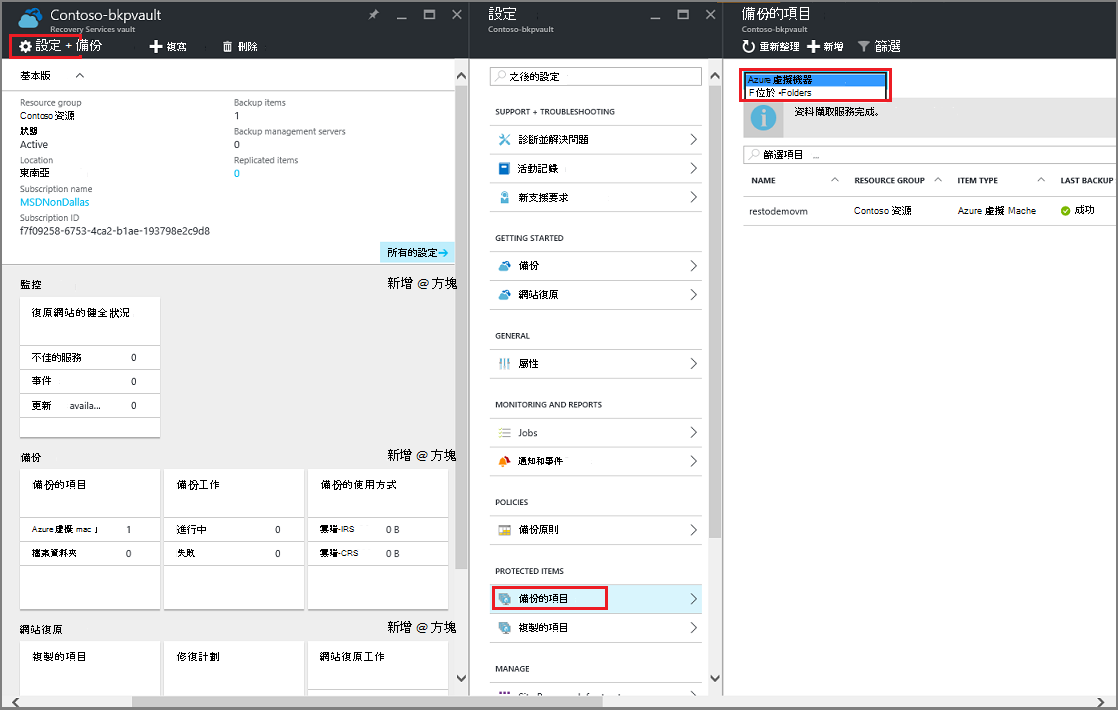 Contoso-bkpvault
Recovery Services vault
設定 + 備份
複寫
刪除
基本版
Resource group
Contoso 資源
狀態
Active
Location
東南亞
Subscription name
MSDNonDallas
Subscription ID
f7f09258-6753-4ca2-b1ae-193798e2c9d8
Backup items
1
Backup management servers
0
Replicated items
0
所有的設定→
監控
新增 @ 方塊
復原網站的健全狀況
不佳的服務 0
事件 0
更新 availa... 0
備份
新增 @ 方塊
備份的項目
Azure 虛擬 mac 」 1
檔案資料夾 0
備份工作
進行中 0
失敗 0
備份的使用方式
雲端-IRS 0 B
雲端-CRS 0 B
網站復原
新增 @ 方塊
複製的項目
修復計劃
網站復原工作
設定
Contoso-bkpvault
之後的設定
SUPPORT + TROUBLESHOOTING
診斷並解決問題
活動記錄
新支援要求
GETTING STARTED
備份
網站復原
GENERAL
屬性
MONITORING AND REPORTS
Jobs
通知和事件
POLICIES
備份原則
PROTECTED ITEMS
備份的項目
複製的項目
MANAGE
備份的項目
Contoso-bkpvault
重新整理
新增
篩選
Azure 虛擬機器
F 位於 •Folders
資料擷取服務完成。
篩選項目 ...
NAME RESOURCE GROUP ITEM TYPE LAST BACKUP
restodemovm Contoso 資源 Azure 虛擬 Mache 成功